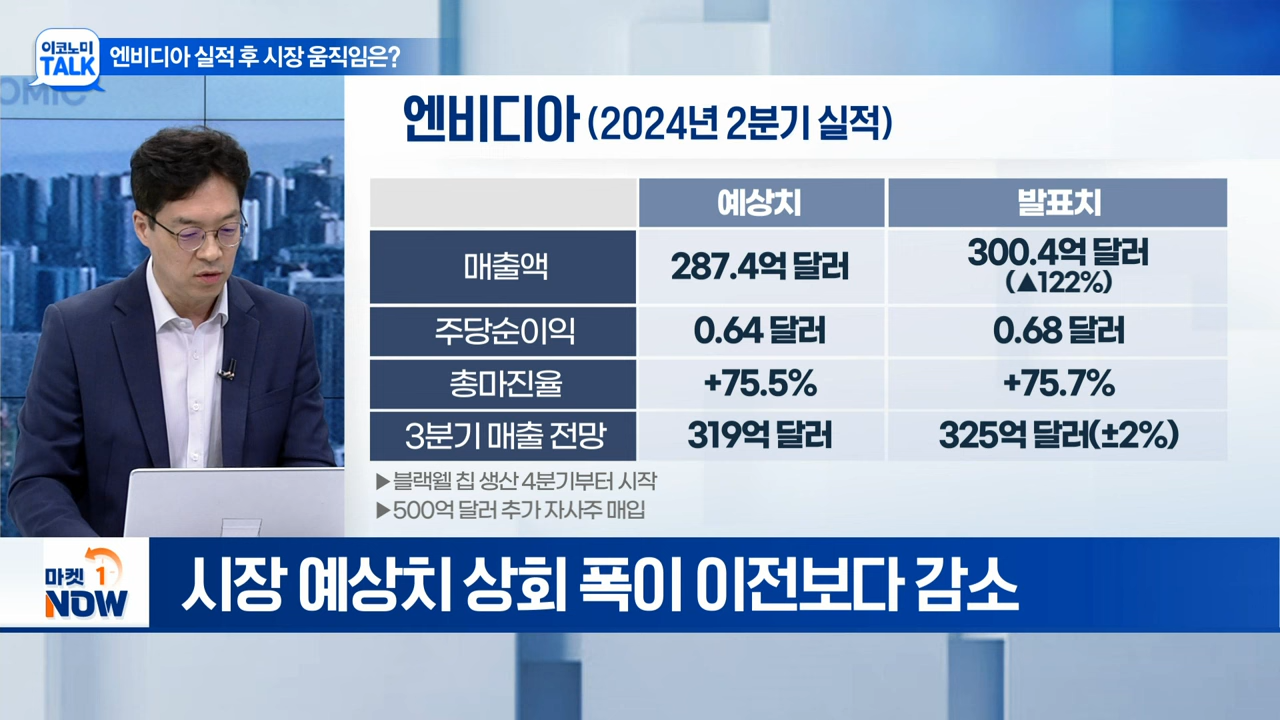 이코노미
TALK
엔비디아 실적 후 시장 움직임은?
OMIC
엔비디아 (2024년 2분기 실적)
예상치 발표치
매출액 287.4억 달러 300.4억 달러
(▲122%)
주당순이익 0.64 달러 0.68 달러
총마진율 +75.5% +75.7%
3분기 매출 전망 319억 달러 325억 달러(±2%)
▶블랙웰 칩 생산 4분기부터 시작
▶500억 달러 추가 자사주 매입
마켓 1
NOW
시장 예상치 상회 폭이 이전보다 감소